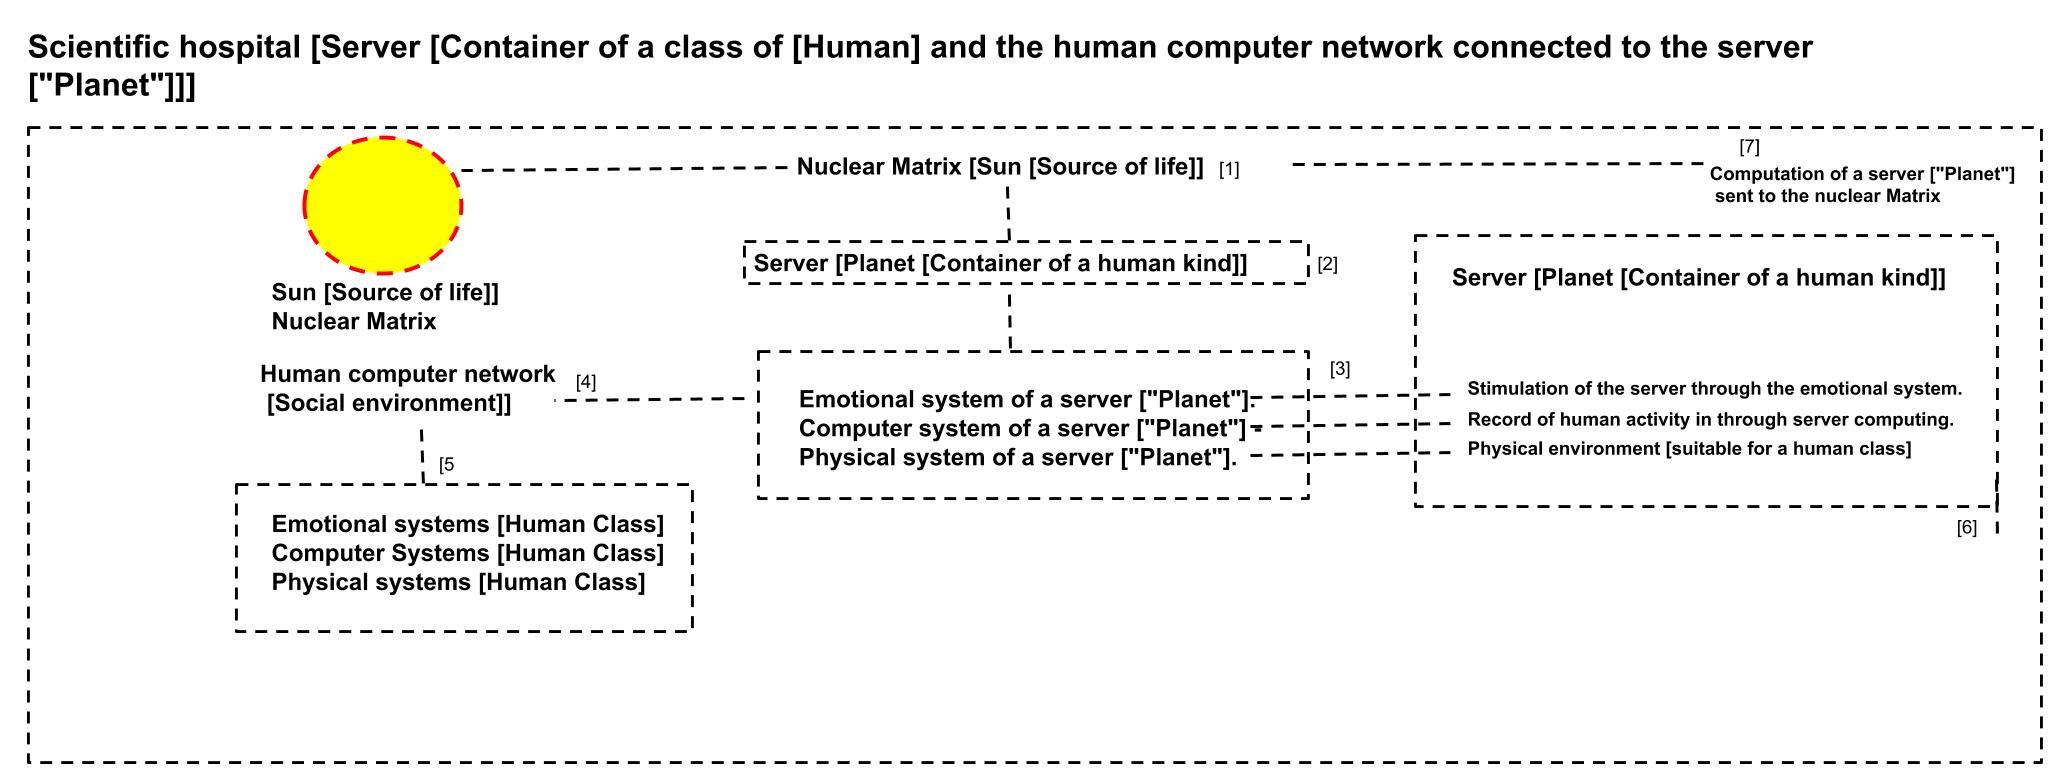 Scientific hospital [Server [Container of a class of [Human] and the human computer network connected to the server
["Planet"]]]
Nuclear Matrix [Sun [Source of life]] [1]
[7]
Computation of a server ["Planet"]
sent to the nuclear Matrix
Server [Planet [Container of a human kind]] [2]
Sun [Source of life]]
Nuclear Matrix
Human computer network
[Social environment]]
[4]
[5
Emotional systems [Human Class]
Computer Systems [Human Class]
Physical systems [Human Class]
[3]
Emotional system of a server ["Planet"].
Computer system of a server ["Planet"] .
Physical system of a server ["Planet"].
Server [Planet [Container of a human kind]]
Stimulation of the server through the emotional system.
Record of human activity in through server computing.
Physical environment [suitable for a human class]
[6]